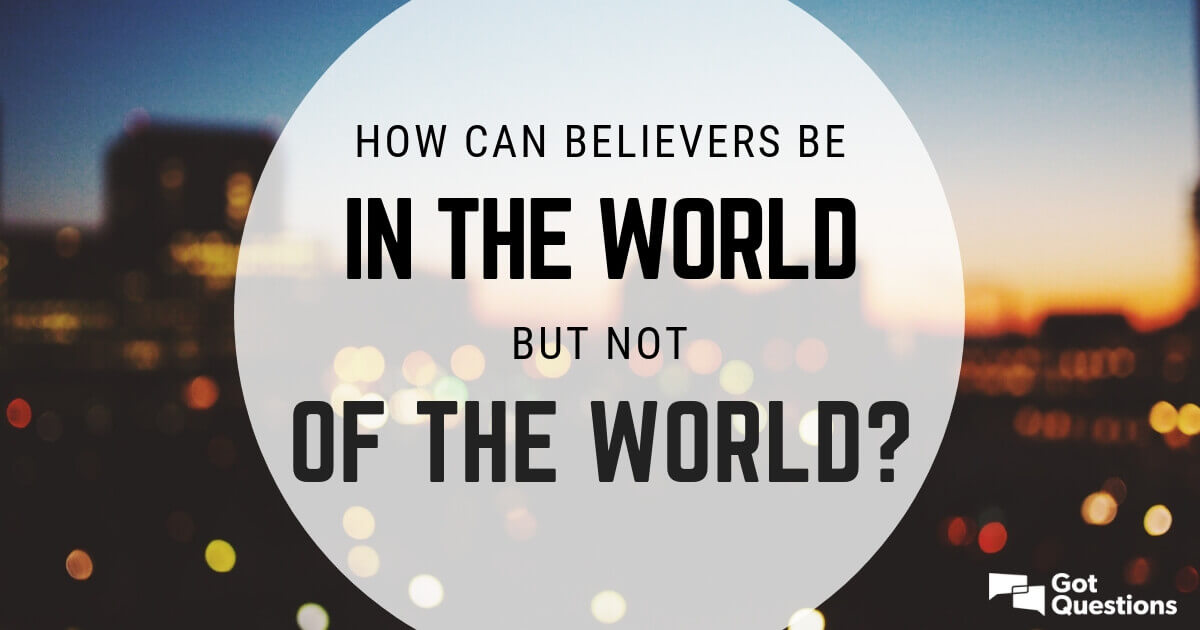 HOW CAN BELIEVERS BE
IN THE WORLD
BUT NOT
OF THE WORLD?
Got
Questions